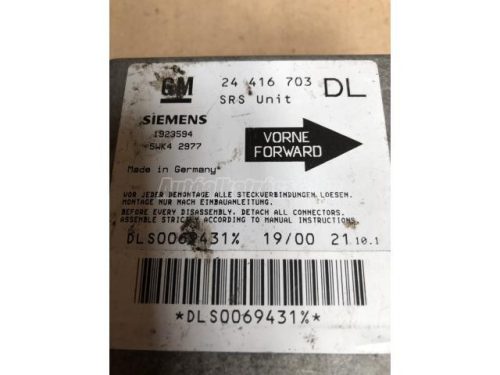 GM 24 416 703 DL
SRS Unit
SIEMENS
1923594
5WK4 2977
VORNE
FORWARD
Made in Germany
VOR JEDER DEMONTAGE ALLE STECKVERBINDUNGEN LOESEN.
MONTAGE NUR NACH EINBAUANLEITUNG.
BEFORE EVERY DISASSEMBLY, DETACH ALL CONNECTORS.
ASSEMBLE STRICTLY ACCORDING TO MANUAL INSTRUCTIONS.
DLS0069431% 19/00 21 10.1
*DLS0069431%*